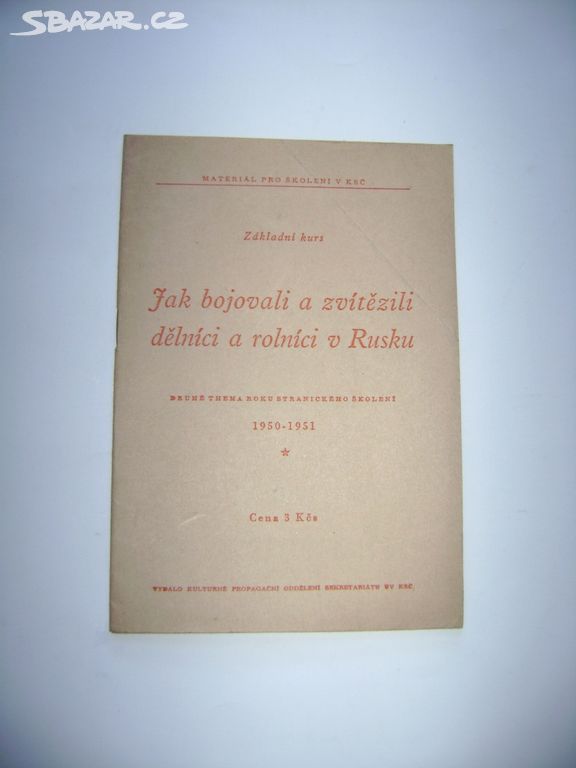 SBAZAR.CZ
MATERIÁL PRO ŠKOLENÍ V KSČ
Základní kurs
Jak bojovali a zvítězili
dělníci a rolníci v Rusku
DRUHÉ THEMA ROKU STRANICKÉHO ŠKOLENÍ
1950-1951
Cena 3 Kčs
VYDALO KULTURNĚ PROPAGAČNÍ ODDĚLENÍ SEKRETARIÁTU ÚV KSČ